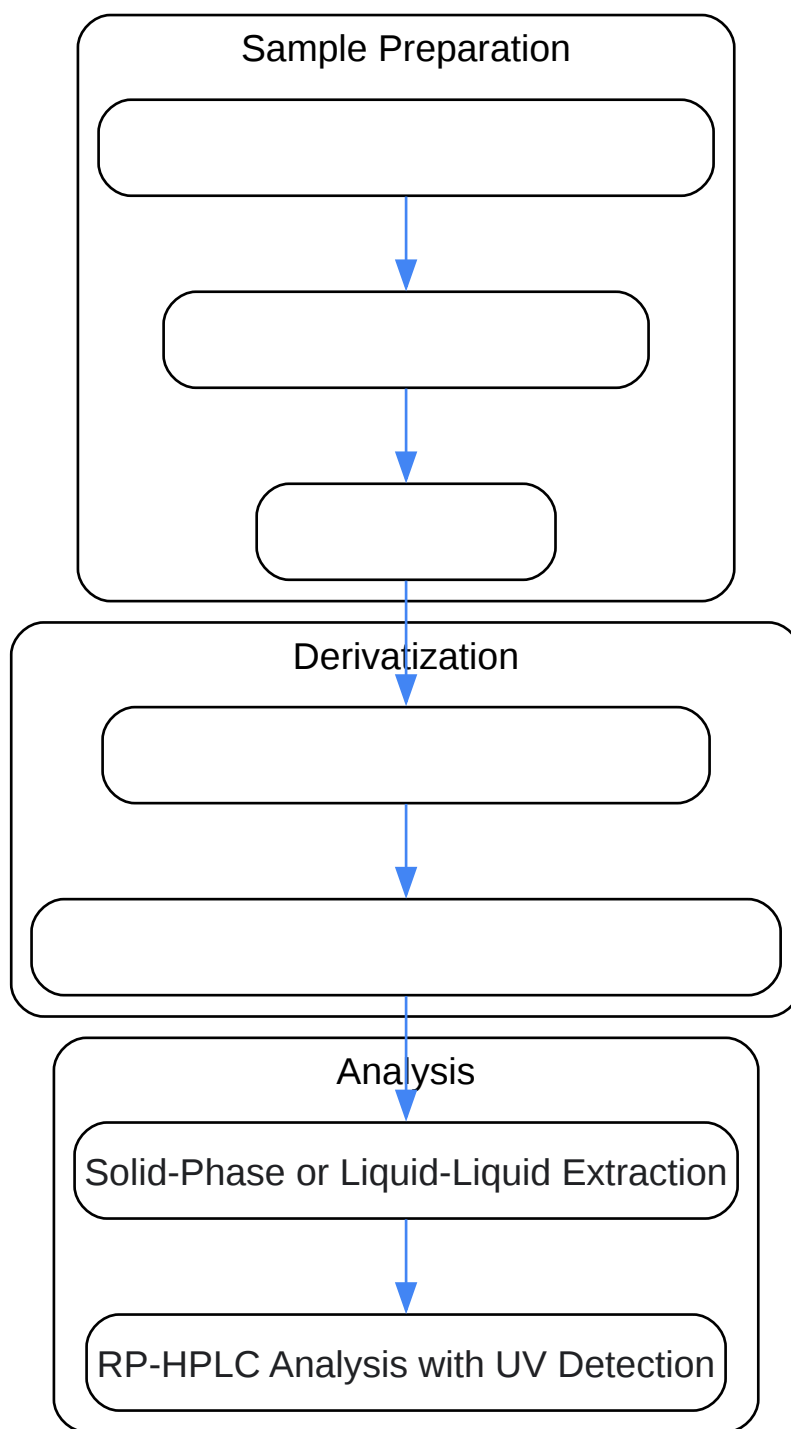 Sample Preparation
Derivatization
Analysis
Solid-Phase or Liquid-Liquid Extraction
RP-HPLC Analysis with UV Detection